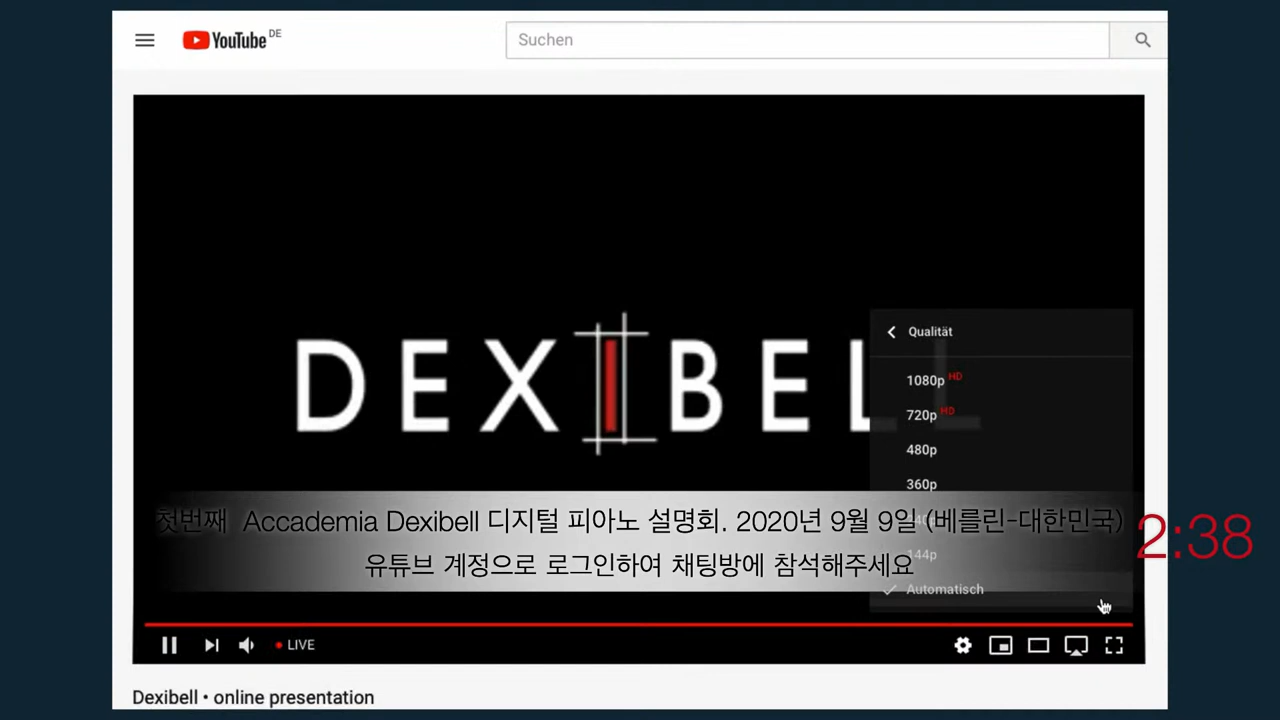 YouTube DE
Suchen
DEXIBELL
Qualität
1080p HD
720p HD
480p
360p
144p
Automatisch
첫번째 Accademia Dexibell 디지털 피아노 설명회. 2020년 9월 9일 (베를린-대한민국)
유튜브 계정으로 로그인하여 채팅방에 참석해주세요
2:38
LIVE
Dexibell • online presentation